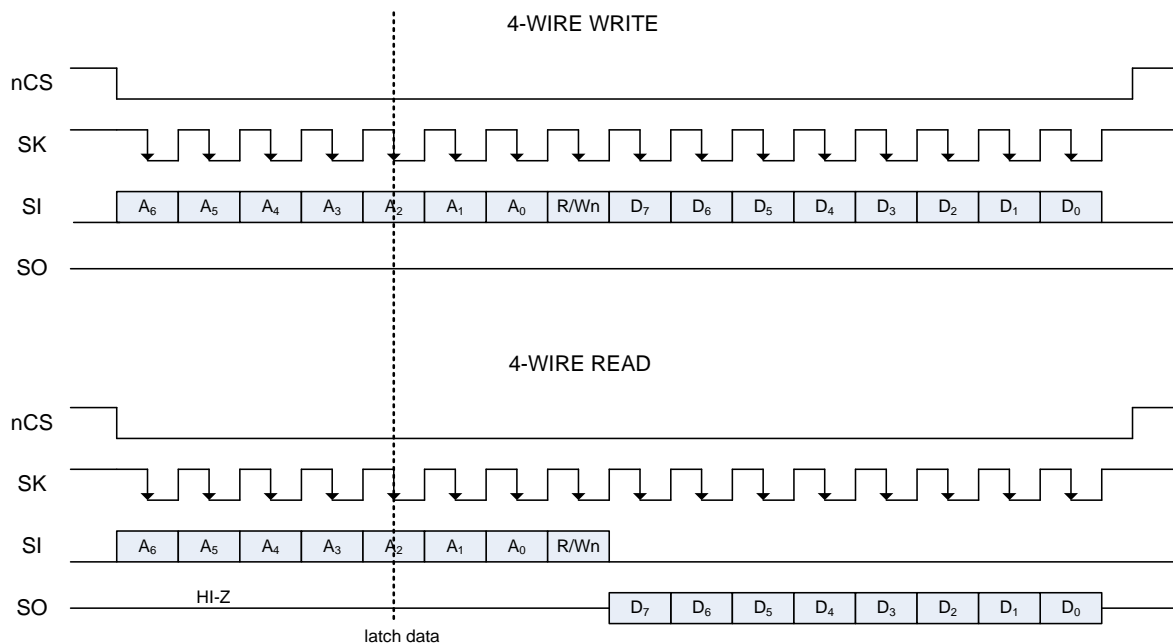 4-WIRE WRITE
nCS
SK
SI A₆ A₅ A₄ A₃ A₂ A₁ A₀ R/Wn D₇ D₆ D₅ D₄ D₃ D₂ D₁ D₀
SO
4-WIRE READ
nCS
SK
SI A₆ A₅ A₄ A₃ A₂ A₁ A₀ R/Wn
SO HI-Z D₇ D₆ D₅ D₄ D₃ D₂ D₁ D₀
latch data